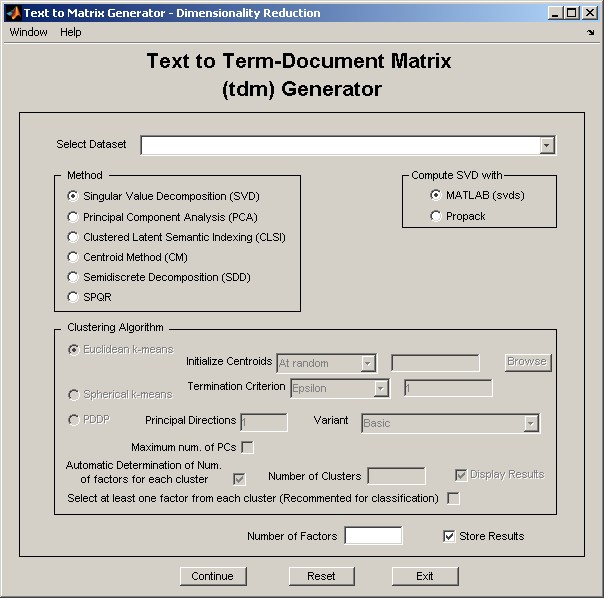 Text to Matrix Generator - Dimensionality Reduction
Window Help
Text to Term-Document Matrix
(tdm) Generator
Select Dataset
Method
Singular Value Decomposition (SVD)
Principal Component Analysis (PCA)
Clustered Latent Semantic Indexing (CLSI)
Centroid Method (CM)
Semidiscrete Decomposition (SDD)
SPQR
Compute SVD with
MATLAB (svds)
Propack
Clustering Algorithm
Euclidean k-means
Initialize Centroids At random Browse
Spherical k-means
Termination Criterion Epsilon 1
PDDP Principal Directions 1 Variant Basic
Maximum num. of PCs
Automatic Determination of Num.
of factors for each cluster
Number of Clusters
Display Results
Select at least one factor from each cluster (Recommented for classification)
Number of Factors
Store Results
Continue Reset Exit